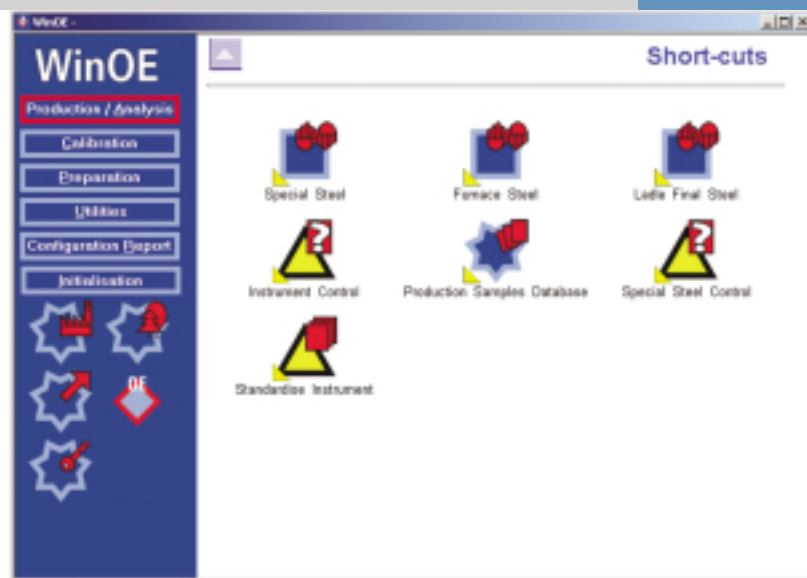 WinOE -
WinOE
Short-cuts
Production / Analysis
Calibration
Preparation
Utilities
Configuration Report
Initialisation
OE
Special Steel
Furnace Steel
Ladle Final Steel
Instrument Control
Production Samples Database
Special Steel Control
Standardise Instrument